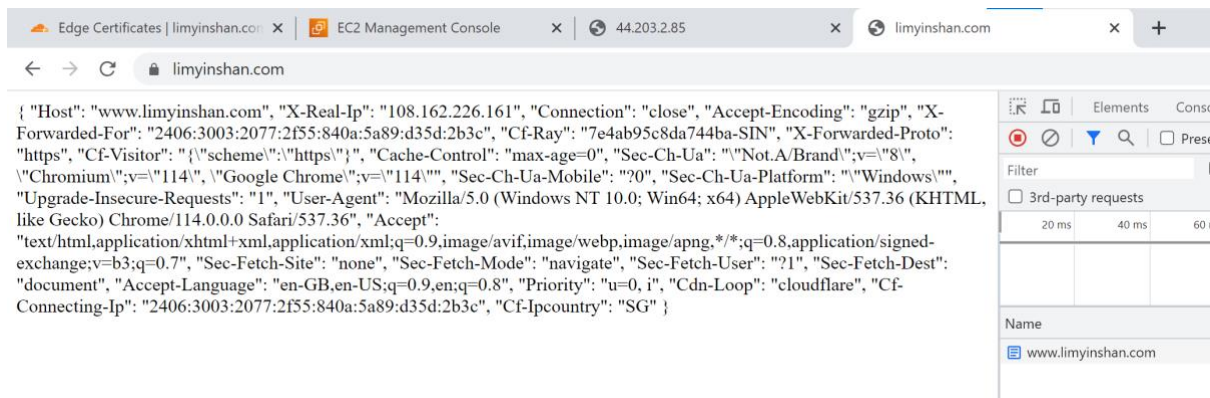 Edge Certificates | limyinshan.con
EC2 Management Console
44.203.2.85
limyinshan.com
limyinshan.com
{ "Host": "www.limyinshan.com", "X-Real-Ip": "108.162.226.161", "Connection": "close", "Accept-Encoding": "gzip", "X-
Forwarded-For": "2406:3003:2077:2f55:840a:5a89:d35d:2b3c", "Cf-Ray": "7e4ab95c8da744ba-SIN", "X-Forwarded-Proto":
"https", "Cf-Visitor": "{\"scheme\":\"https\"}", "Cache-Control": "max-age=0", "Sec-Ch-Ua": "\"Not.A/Brand\";v=\"8\",
\"Chromium\";v=\"114\", \"Google Chrome\";v=\"114\"", "Sec-Ch-Ua-Mobile": "?0", "Sec-Ch-Ua-Platform": "\"Windows\"",
"Upgrade-Insecure-Requests": "1", "User-Agent": "Mozilla/5.0 (Windows NT 10.0; Win64; x64) AppleWebKit/537.36 (KHTML,
like Gecko) Chrome/114.0.0.0 Safari/537.36", "Accept":
"text/html,application/xhtml+xml,application/xml;q=0.9,image/avif,image/webp,image/apng,*/*;q=0.8,application/signed-
exchange;v=b3;q=0.7", "Sec-Fetch-Site": "none", "Sec-Fetch-Mode": "navigate", "Sec-Fetch-User": "?1", "Sec-Fetch-Dest":
"document", "Accept-Language": "en-GB,en-US;q=0.9,en;q=0.8", "Priority": "u=0, i", "Cdn-Loop": "cloudflare", "Cf-
Connecting-Ip": "2406:3003:2077:2f55:840a:5a89:d35d:2b3c", "Cf-Ipcountry": "SG" }
Elements Conso
Prese
Filter
3rd-party requests
20 ms 40 ms 60
Name
www.limyinshan.com